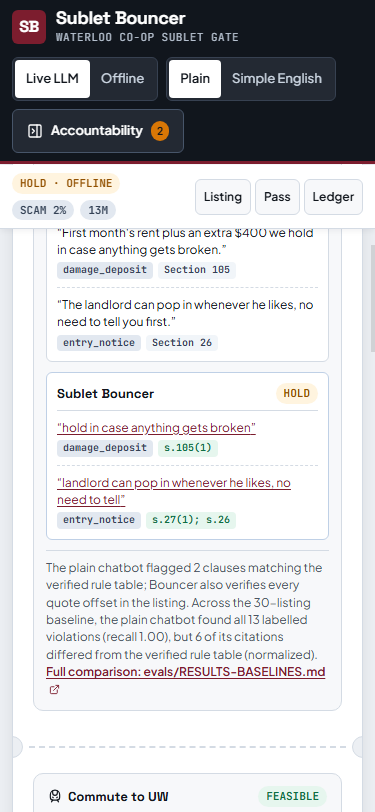 SB
Sublet Bouncer
WATERLOO CO-OP SUBLET GATE
Live LLM Offline Plain Simple English
Accountability 2
HOLD · OFFLINE
SCAM 2% 13M
Listing Pass Ledger
“First month's rent plus an extra $400 we hold
in case anything gets broken.”
damage_deposit Section 105
“The landlord can pop in whenever he likes, no
need to tell you first.”
entry_notice Section 26
Sublet Bouncer HOLD
“hold in case anything gets broken”
damage_deposit s.105(1)
“landlord can pop in whenever he likes, no
need to tell”
entry_notice s.27(1); s.26
The plain chatbot flagged 2 clauses matching the
verified rule table; Bouncer also verifies every
quote offset in the listing. Across the 30-listing
baseline, the plain chatbot found all 13 labelled
violations (recall 1.00), but 6 of its citations
differed from the verified rule table (normalized).
Full comparison: evals/RESULTS-BASELINES.md
Commute to UW FEASIBLE